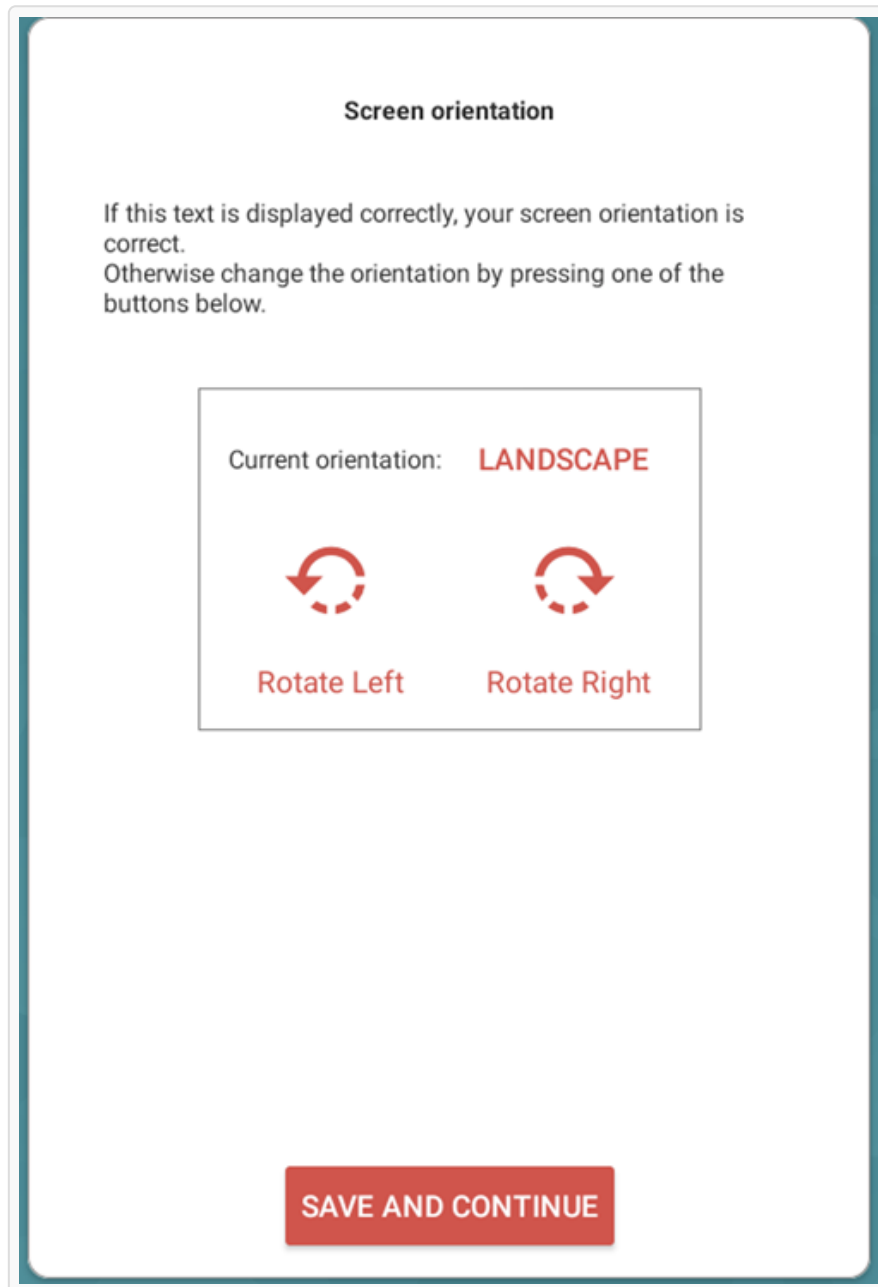 Screen orientation
If this text is displayed correctly, your screen orientation is
correct.
Otherwise change the orientation by pressing one of the
buttons below.
Current orientation: LANDSCAPE
Rotate Left Rotate Right
SAVE AND CONTINUE